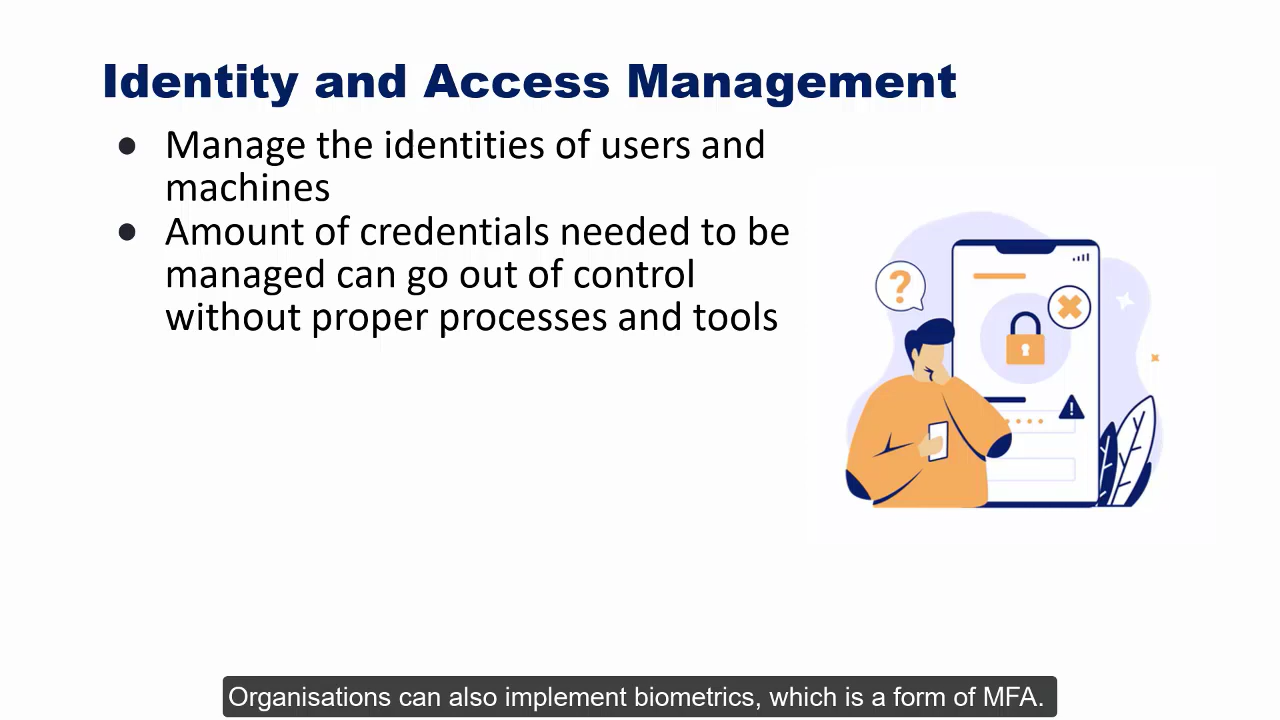 Identity and Access Management
● Manage the identities of users and
machines
● Amount of credentials needed to be
managed can go out of control
without proper processes and tools
?
!
Organisations can also implement biometrics, which is a form of MFA.